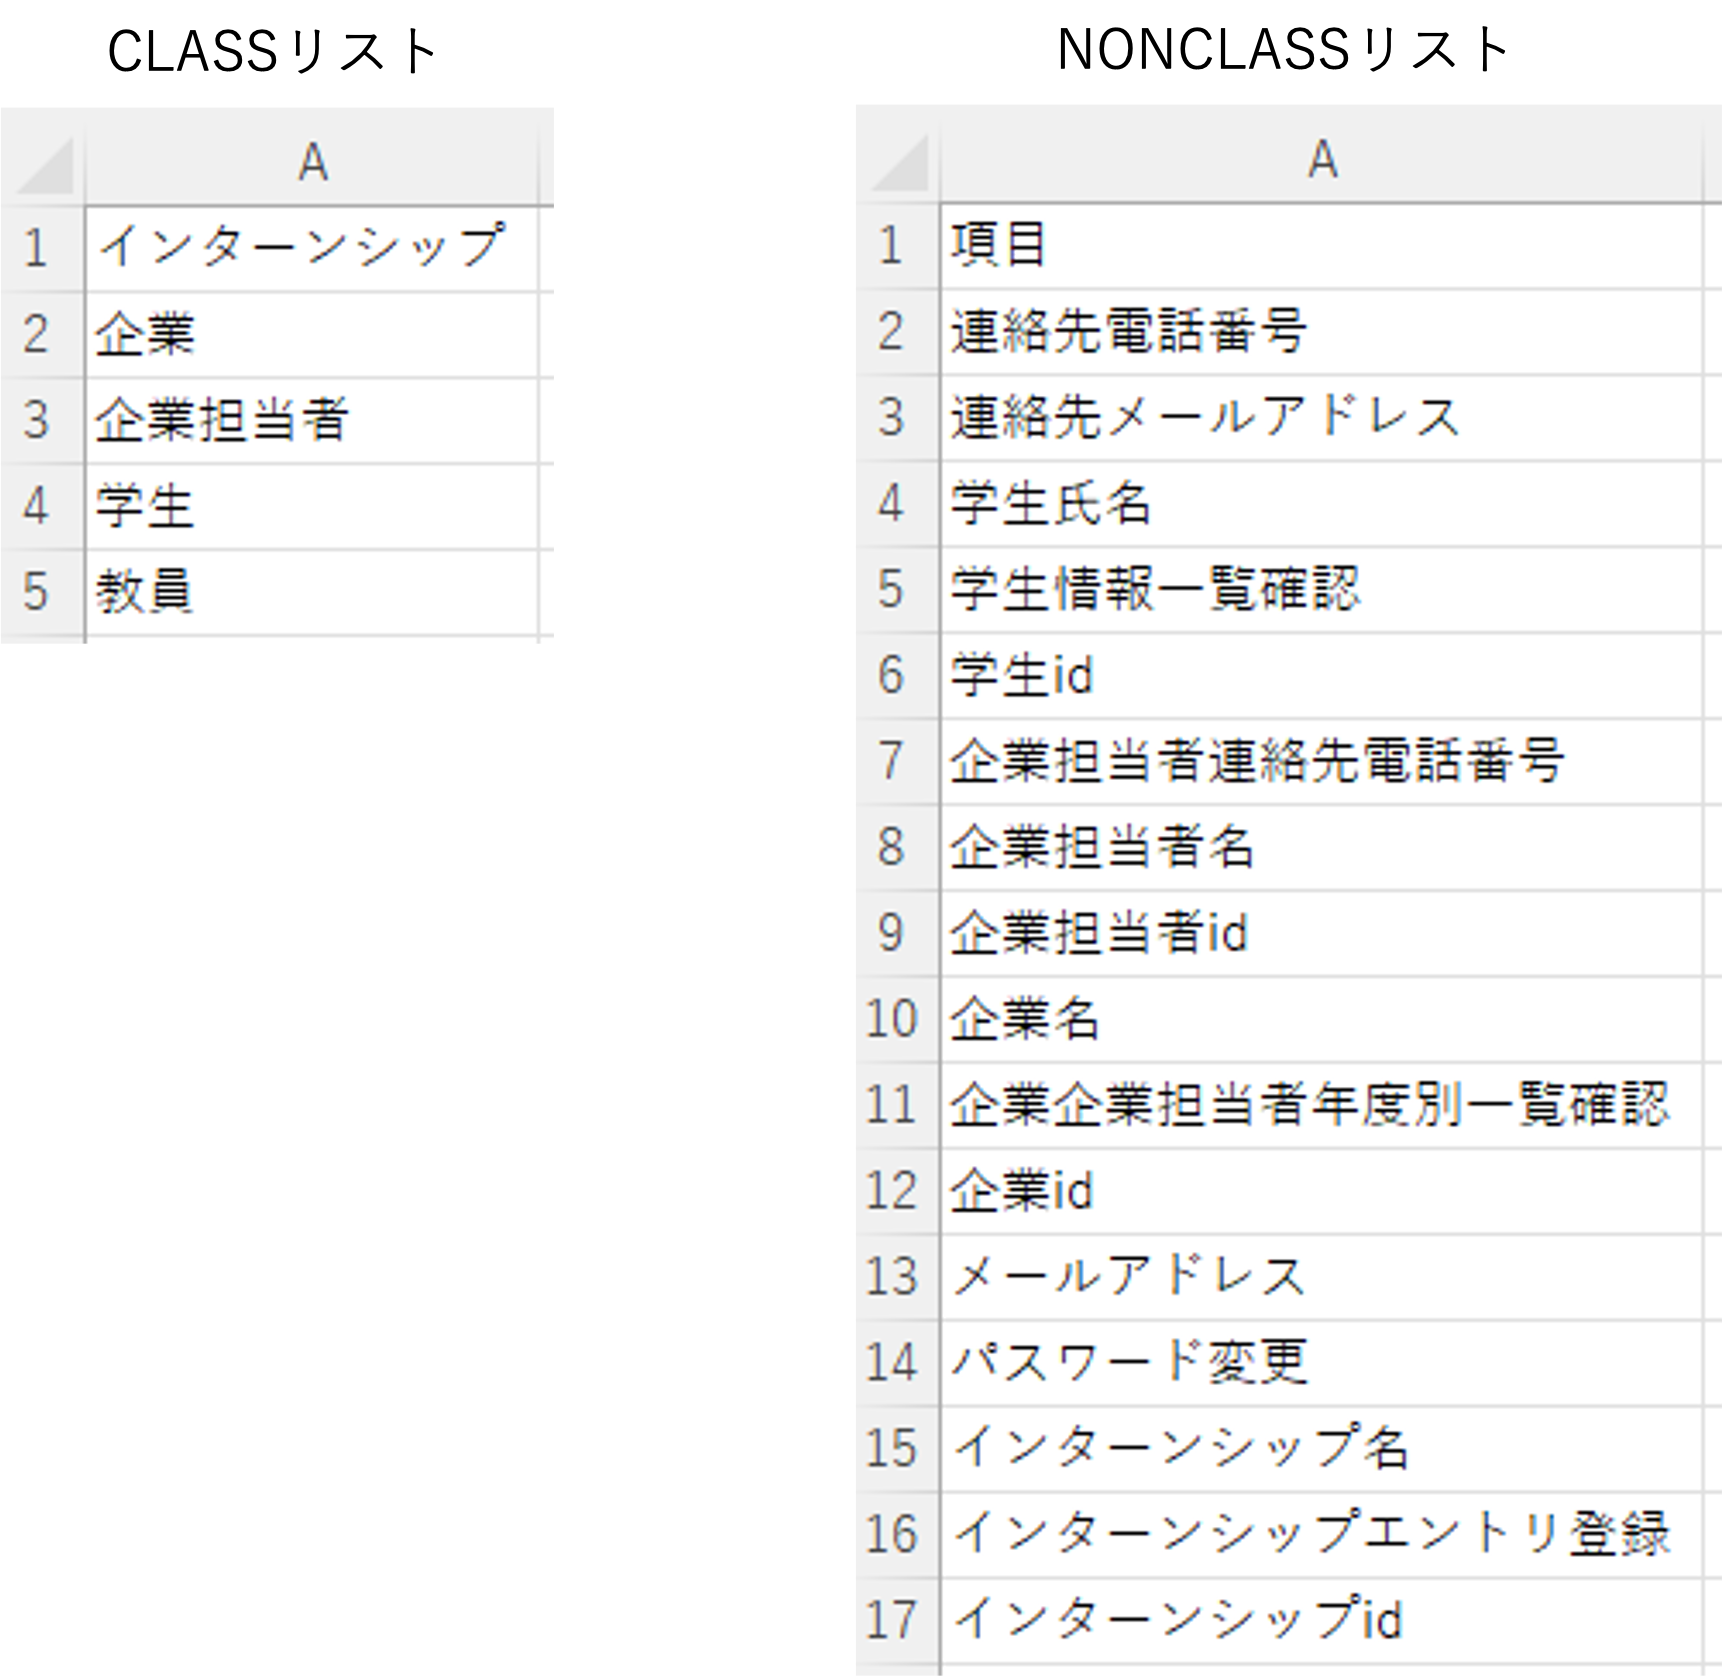 CLASSリスト
A
1 インターンシップ
2 企業
3 企業担当者
4 学生
5 教員
NONCLASSリスト
A
1 項目
2 連絡先電話番号
3 連絡先メールアドレス
4 学生氏名
5 学生情報一覧確認
6 学生id
7 企業担当者連絡先電話番号
8 企業担当者名
9 企業担当者id
10 企業名
11 企業企業担当者年度別一覧確認
12 企業id
13 メールアドレス
14 パスワード変更
15 インターンシップ名
16 インターンシップエントリ登録
17 インターンシップid